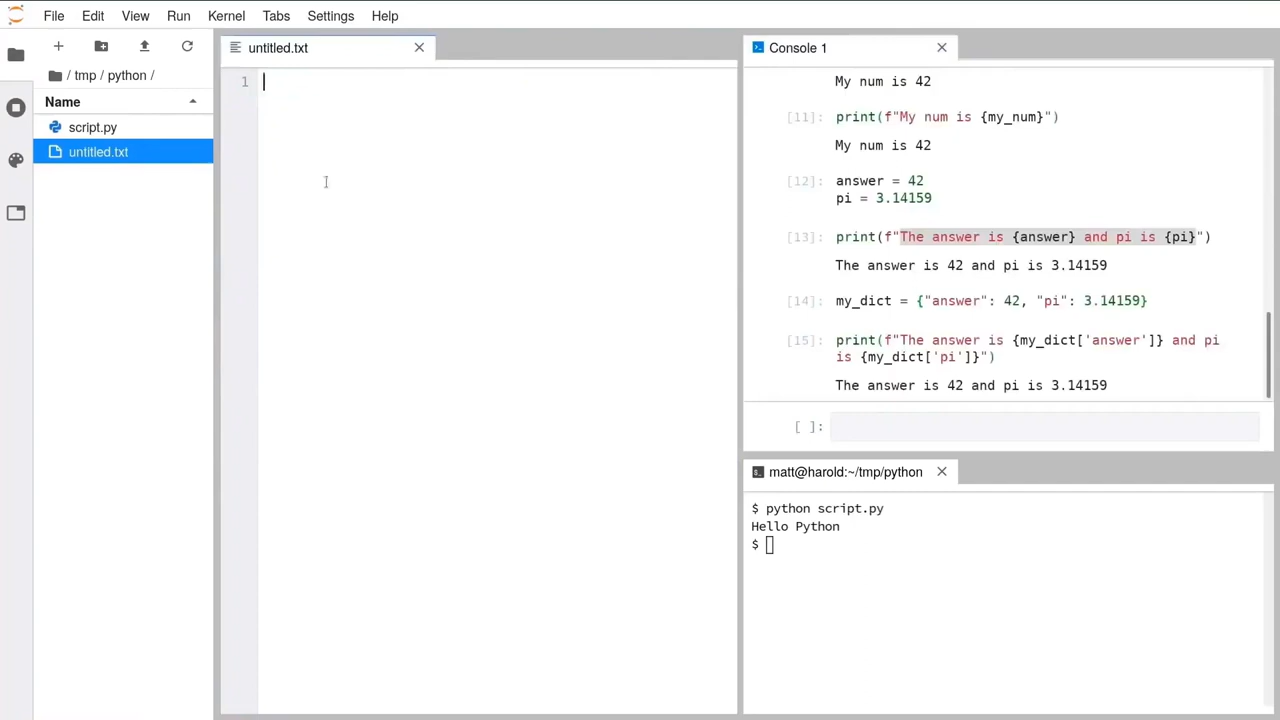 File Edit View Run Kernel Tabs Settings Help
/ tmp / python /
Name
script.py
untitled.txt
untitled.txt
1
Console 1
My num is 42
[11]: print(f"My num is {my_num}")
My num is 42
[12]: answer = 42
pi = 3.14159
[13]: print(f"The answer is {answer} and pi is {pi}")
The answer is 42 and pi is 3.14159
[14]: my_dict = {"answer": 42, "pi": 3.14159}
[15]: print(f"The answer is {my_dict['answer']} and pi
is {my_dict['pi']}")
The answer is 42 and pi is 3.14159
[ ]:
matt@harold:~/tmp/python
$ python script.py
Hello Python
$